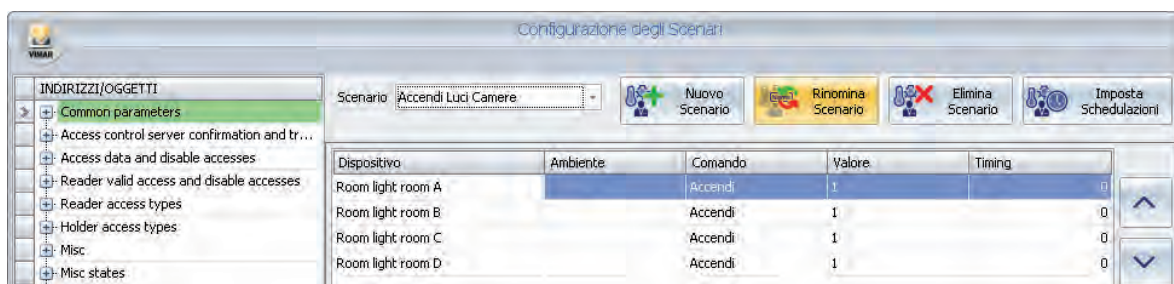 Configurazione degli Scenari
VIMAR
INDIRIZZI/OGGETTI
Common parameters
Access control server confirmation and tr...
Access data and disable accesses
Reader valid access and disable accesses
Reader access types
Holder access types
Misc
Misc states
Scenario Accendi Luci Camere
Nuovo
Scenario
Rinomina
Scenario
Elimina
Scenario
Imposta
Schedulazioni
Dispositivo Ambiente Comando Valore Timing
Room light room A Accendi 1 0
Room light room B Accendi 1 0
Room light room C Accendi 1 0
Room light room D Accendi 1 0